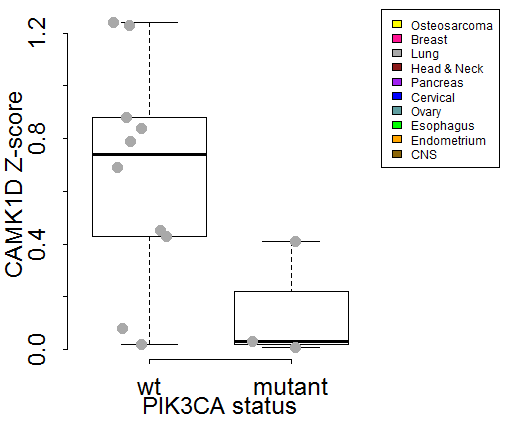 CAMK1D Z-score
1.2
0.8
0.4
0.0
wt mutant
PIK3CA status
Osteosarcoma
Breast
Lung
Head & Neck
Pancreas
Cervical
Ovary
Esophagus
Endometrium
CNS